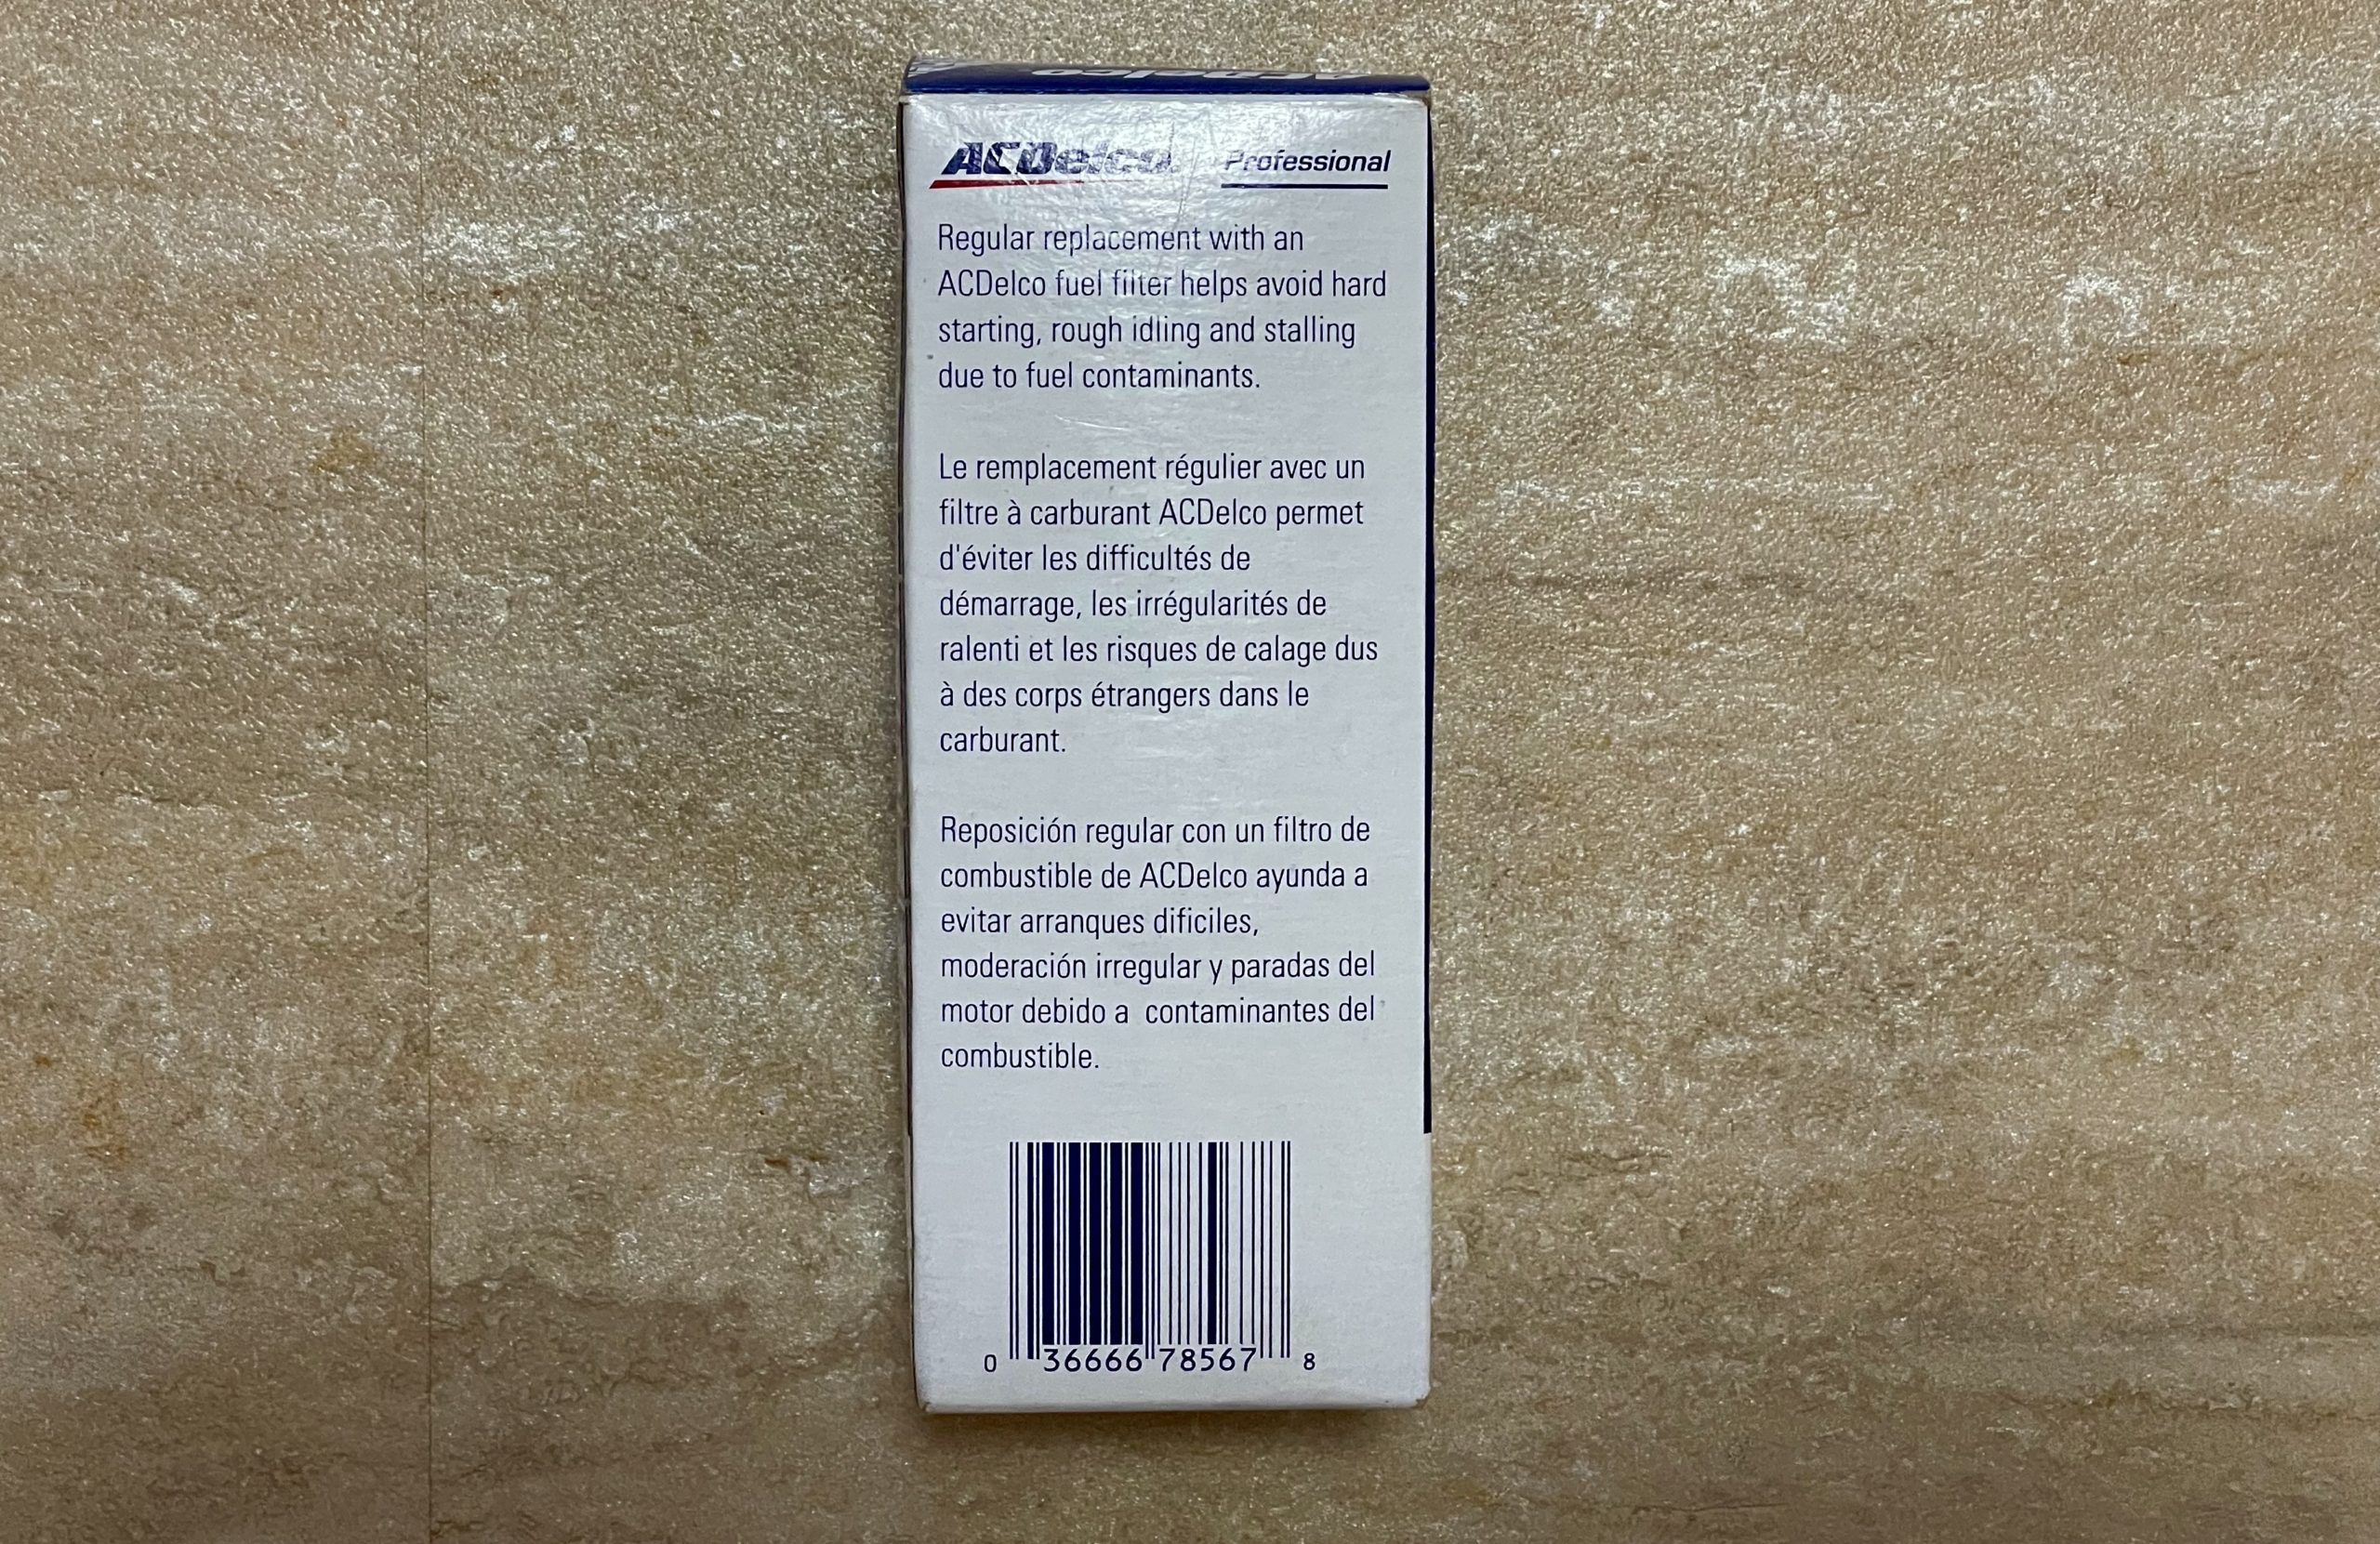 ACDelco
ACDelco. Professional
Regular replacement with an
ACDelco fuel filter helps avoid hard
starting, rough idling and stalling
due to fuel contaminants.
Le remplacement régulier avec un
filtre à carburant ACDelco permet
d'éviter les difficultés de
démarrage, les irrégularités de
ralenti et les risques de calage dus
à des corps étrangers dans le
carburant.
Reposición regular con un filtro de
combustible de ACDelco ayunda a
evitar arranques dificiles,
moderación irregular y paradas del
motor debido a contaminantes del
combustible.
0 36666 78567 8